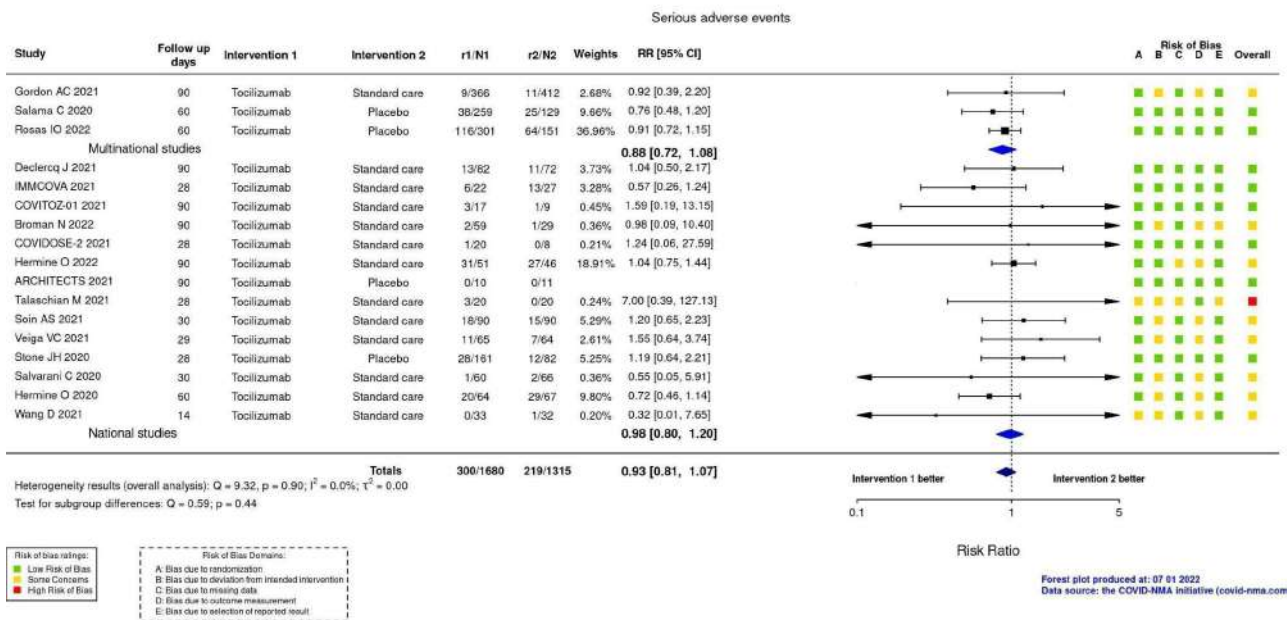 Serious adverse events
Study Follow up days Intervention 1 Intervention 2 r1/N1 r2/N2 Weights RR [95% CI] Risk of Bias A B C D E Overall
Gordon AC 2021 90 Tocilizumab Standard care 9/366 11/412 2.68% 0.92 [0.39, 2.20]
Salama C 2020 60 Tocilizumab Placebo 38/259 25/129 9.66% 0.76 [0.48, 1.20]
Rosas IO 2022 60 Tocilizumab Placebo 116/301 64/151 36.96% 0.91 [0.72, 1.15]
Multinational studies 0.88 [0.72, 1.08]
Declercq J 2021 90 Tocilizumab Standard care 13/82 11/72 3.73% 1.04 [0.50, 2.17]
IMMCOVA 2021 28 Tocilizumab Standard care 6/22 13/27 3.28% 0.57 [0.26, 1.24]
COVITOZ-01 2021 90 Tocilizumab Standard care 3/17 1/9 0.45% 1.59 [0.19, 13.15]
Broman N 2022 90 Tocilizumab Standard care 2/59 1/29 0.36% 0.98 [0.09, 10.40]
COVIDOSE-2 2021 28 Tocilizumab Standard care 1/20 0/8 0.21% 1.24 [0.06, 27.59]
Hermine O 2022 90 Tocilizumab Standard care 31/51 27/46 18.91% 1.04 [0.75, 1.44]
ARCHITECTS 2021 90 Tocilizumab Placebo 0/10 0/11
Talaschian M 2021 28 Tocilizumab Standard care 3/20 0/20 0.24% 7.00 [0.39, 127.13]
Soin AS 2021 30 Tocilizumab Standard care 18/90 15/90 5.29% 1.20 [0.65, 2.23]
Veiga VC 2021 29 Tocilizumab Standard care 11/65 7/64 2.61% 1.55 [0.64, 3.74]
Stone JH 2020 28 Tocilizumab Placebo 28/161 12/82 5.25% 1.19 [0.64, 2.21]
Salvarani C 2020 30 Tocilizumab Standard care 1/60 2/66 0.36% 0.55 [0.05, 5.91]
Hermine O 2020 60 Tocilizumab Standard care 20/64 29/67 9.80% 0.72 [0.46, 1.14]
Wang D 2021 14 Tocilizumab Standard care 0/33 1/32 0.20% 0.32 [0.01, 7.65]
National studies 0.98 [0.80, 1.20]
Totals 300/1680 219/1315 0.93 [0.81, 1.07]
Heterogeneity results (overall analysis): Q = 9.32, p = 0.90; I² = 0.0%; τ² = 0.00
Test for subgroup differences: Q = 0.59; p = 0.44
Intervention 1 better Intervention 2 better
0.1 1 5
Risk Ratio
Risk of bias ratings:
Low Risk of Bias
Some Concerns
High Risk of Bias
Risk of Bias Domains:
A: Bias due to randomization
B: Bias due to deviation from intended intervention
C: Bias due to missing data
D: Bias due to outcome measurement
E: Bias due to selection of reported result
Forest plot produced at: 07 01 2022
Data source: the COVID-NMA initiative (covid-nma.com